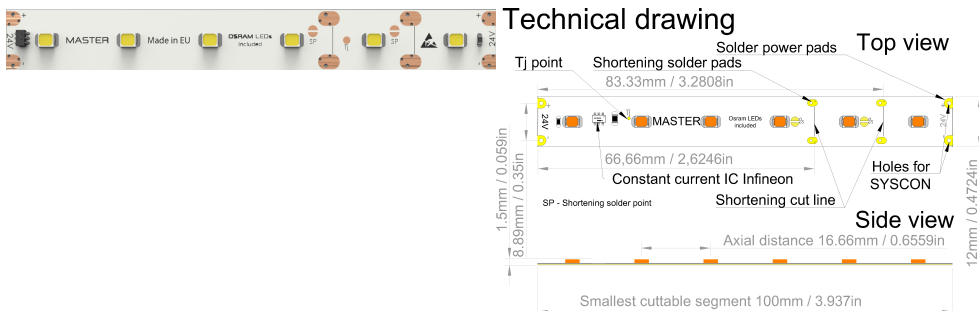 24V
MASTER
Made in EU
OSRAM LEDs
included
SP
Tj
SP
24V
Technical drawing
Top view
Solder power pads
Tj point
Shortening solder pads
83.33mm / 3.2808in
24V
MASTER
Osram LEDs
included
24V
66,66mm / 2,6246in
Constant current IC Infineon
Holes for
SYSCON
Shortening cut line
SP - Shortening solder point
Side view
1.5mm / 0.059in
8.89mm / 0.35in
12mm / 0.4724in
Axial distance 16.66mm / 0.6559in
Smallest cuttable segment 100mm / 3.937in